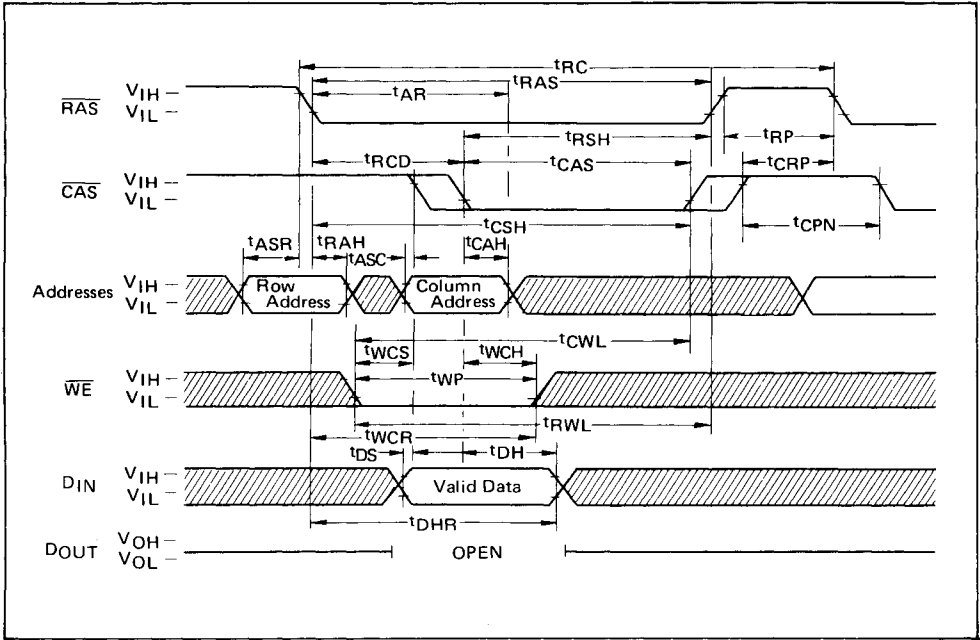 tRC
tRAS
tAR
RAS VIH
VIL
tRSH
tRP
tRCD
tCAS
tCRP
CAS VIH
VIL
tCSH
tCPN
tASR
tRAH
tASC
tCAH
Addresses VIH
VIL
Row
Address
Column
Address
tCWL
tWCS
tWCH
tWP
WE VIH
VIL
tRWL
tWCR
tDS
tDH
DIN VIH
VIL
Valid Data
tDHR
DOUT VOH
VOL
OPEN